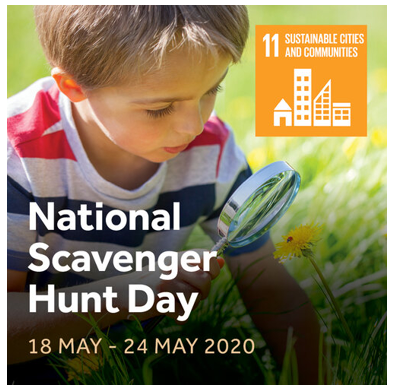 11 SUSTAINABLE CITIES
AND COMMUNITIES
National
Scavenger
Hunt Day
18 MAY - 24 MAY 2020